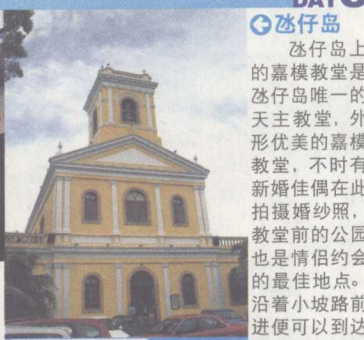 DAY
氹仔岛
氹仔岛上
的嘉模教堂是
氹仔岛唯一的
天主教堂，外
形优美的嘉模
教堂，不时有
新婚佳偶在此
拍摄婚纱照，
教堂前的公园
也是情侣约会
的最佳地点。
沿着小坡路前
进便可以到达